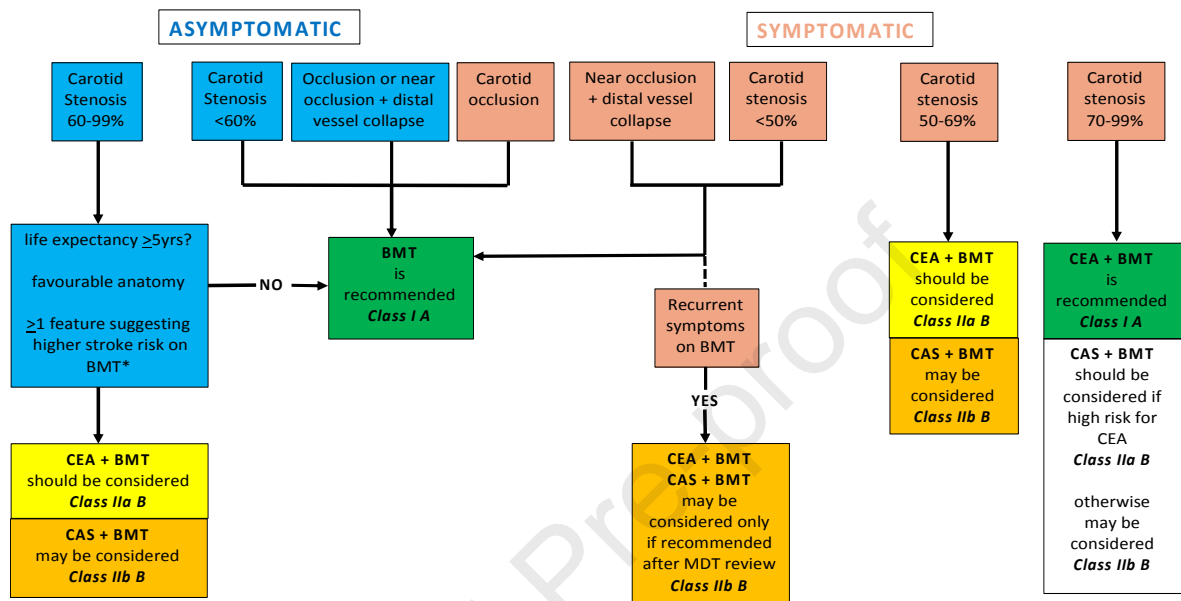 ASYMPTOMATIC
SYMPTOMATIC
Carotid
Stenosis
60-99%
Carotid
Stenosis
<60%
Occlusion or near
occlusion + distal
vessel collapse
Carotid
occlusion
Near occlusion
+ distal vessel
collapse
Carotid
stenosis
<50%
Carotid
stenosis
50-69%
Carotid
stenosis
70-99%
life expectancy ≥5yrs?
favourable anatomy
≥1 feature suggesting
higher stroke risk on
BMT*
NO
BMT
is
recommended
Class I A
Recurrent
symptoms
on BMT
YES
CEA + BMT
should be
considered
Class IIa B
CAS + BMT
may be
considered
Class IIb B
CEA + BMT
is
recommended
Class I A
CAS + BMT
should be
considered if
high risk for
CEA
Class IIa B
otherwise
may be
considered
Class IIb B
CEA + BMT
should be considered
Class IIa B
CAS + BMT
may be considered
Class IIb B
CEA + BMT
CAS + BMT
may be
considered only
if recommended
after MDT review
Class IIb B
Pre-proof